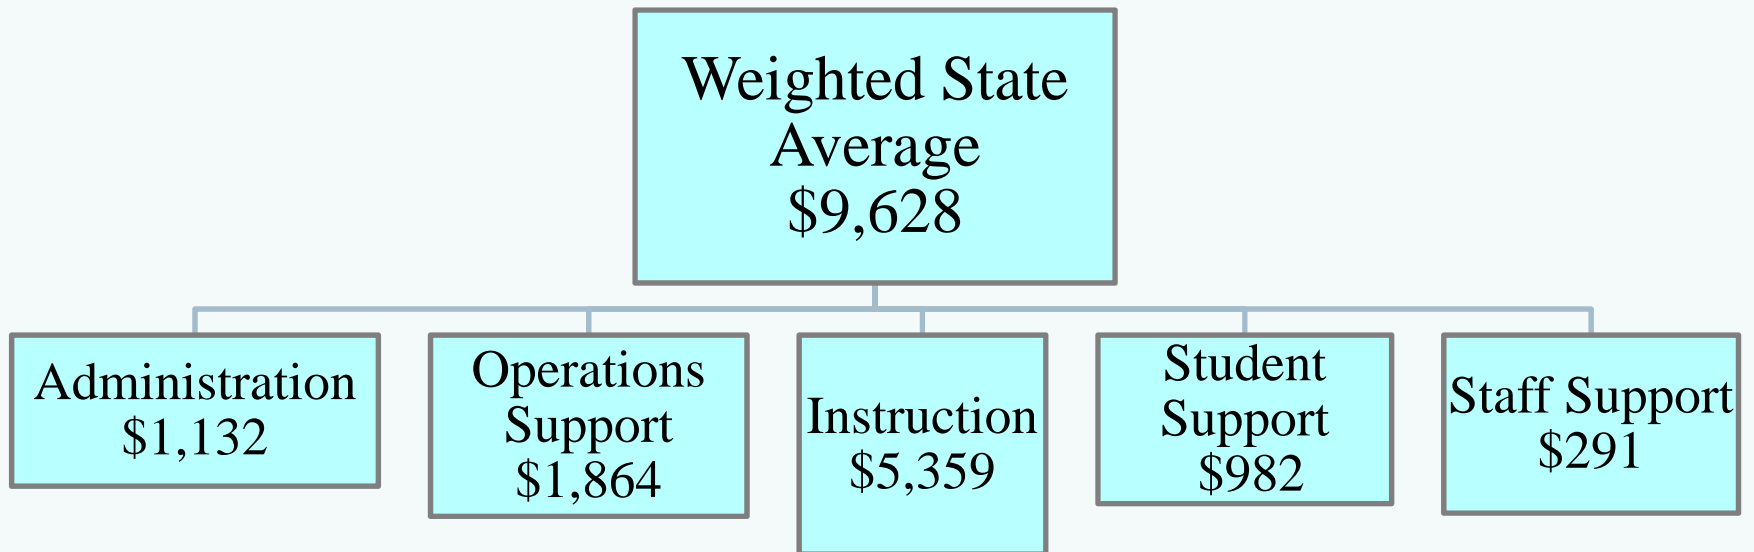 Weighted State
Average
$9,628
Administration
$1,132
Operations
Support
$1,864
Instruction
$5,359
Student
Support
$982
Staff Support
$291